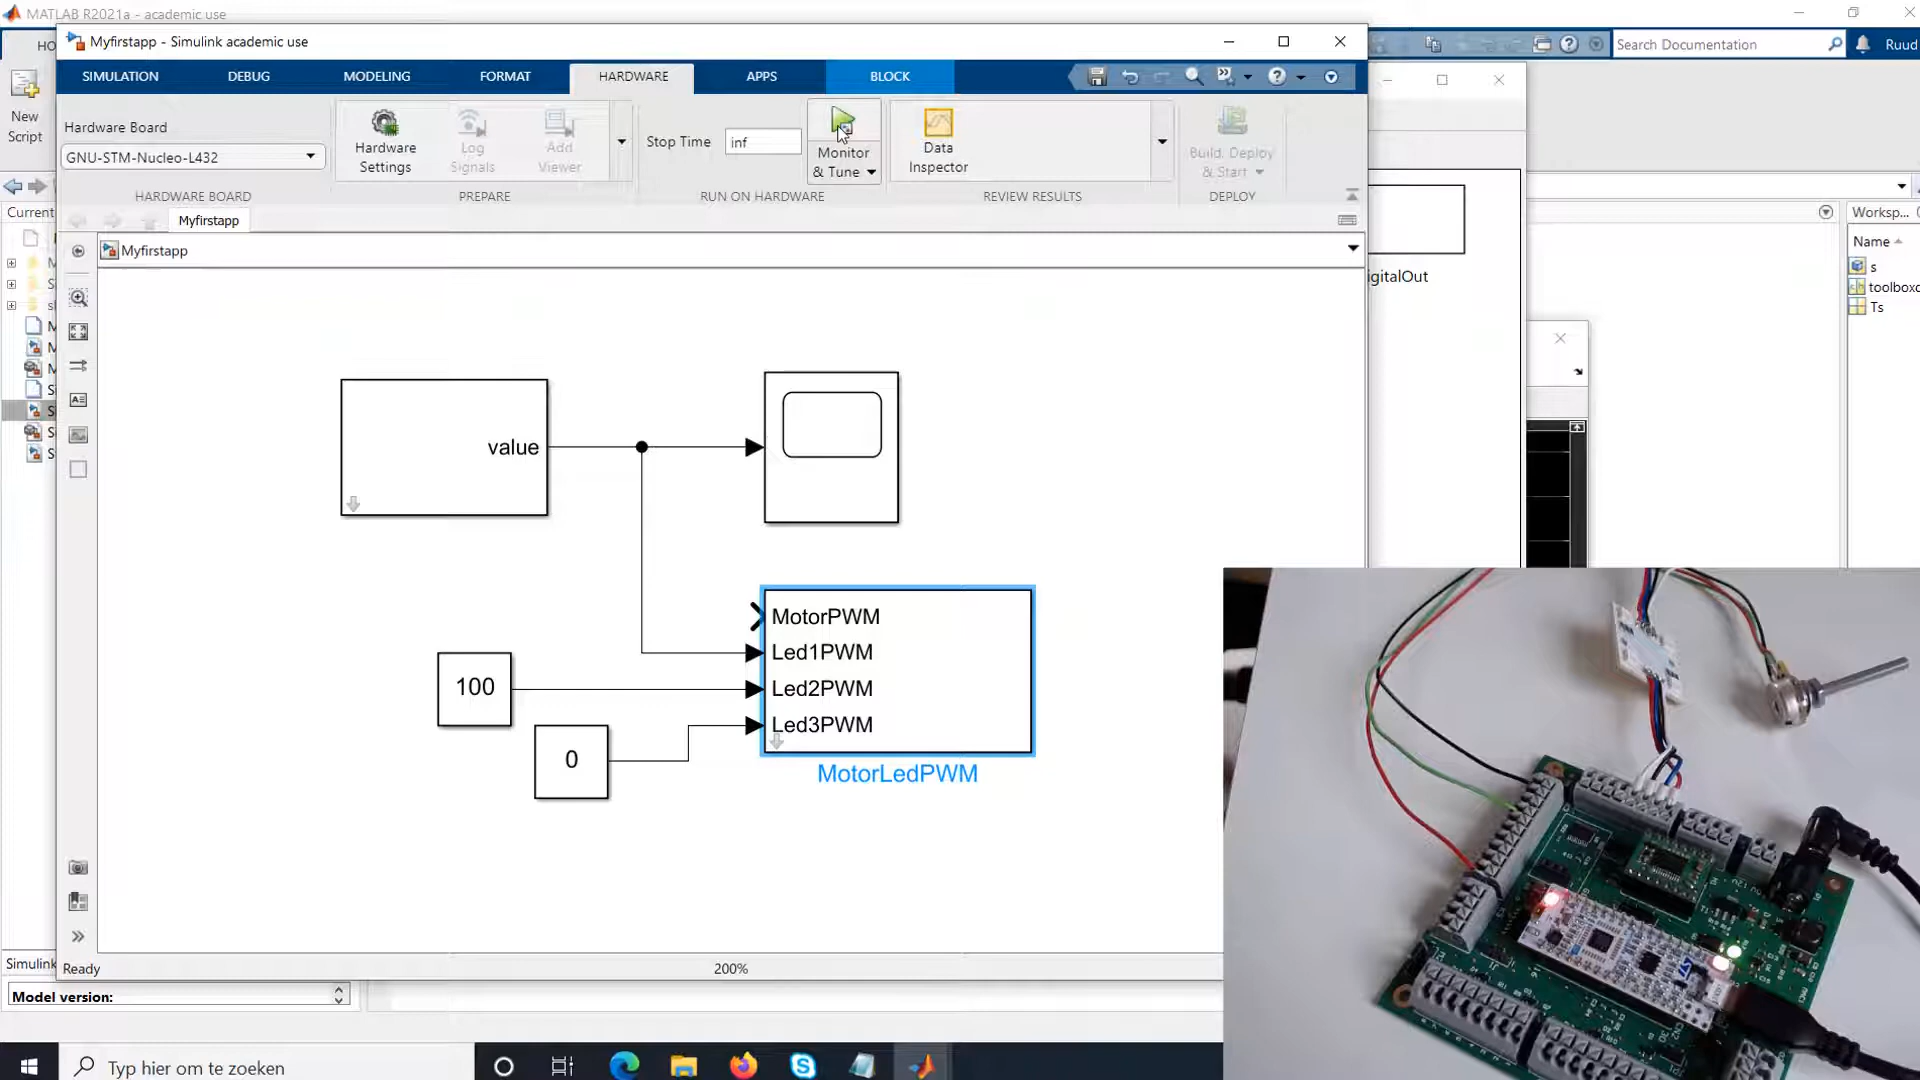 MATLAB R2021a - academic use
Myfirstapp - Simulink academic use
SIMULATION
DEBUG
MODELING
FORMAT
HARDWARE
APPS
BLOCK
Search Documentation
Ruud
HO
New
Script
Hardware Board
GNU-STM-Nucleo-L432
HARDWARE BOARD
Hardware
Settings
Log
Signals
Add
Viewer
PREPARE
Stop Time
inf
Monitor
& Tune
RUN ON HARDWARE
Data
Inspector
REVIEW RESULTS
Build, Deploy
& Start
DEPLOY
Current
Myfirstapp
Myfirstapp
Worksp...
Name
s
toolboxc
Ts
igitalOut
value
MotorPWM
Led1PWM
Led2PWM
Led3PWM
100
0
MotorLedPWM
Simulink
Ready
200%
Model version:
Typ hier om te zoeken